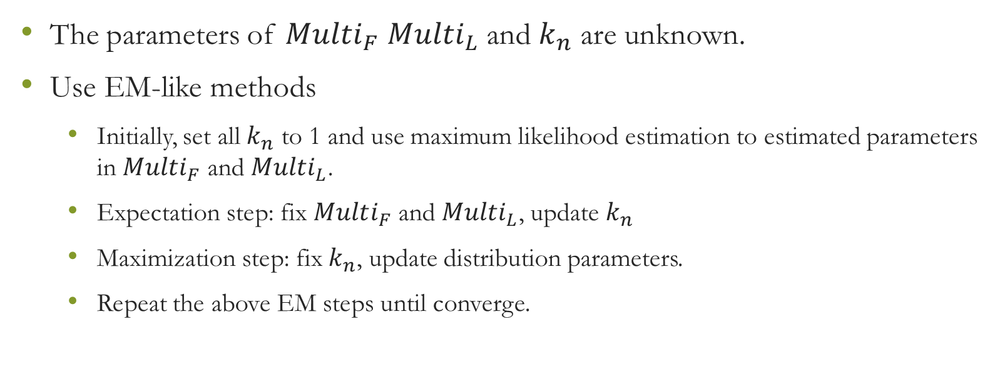 • The parameters of Multi_F Multi_L and k_n are unknown.
• Use EM-like methods
• Initially, set all k_n to 1 and use maximum likelihood estimation to estimated parameters
in Multi_F and Multi_L.
• Expectation step: fix Multi_F and Multi_L, update k_n
• Maximization step: fix k_n, update distribution parameters.
• Repeat the above EM steps until converge.